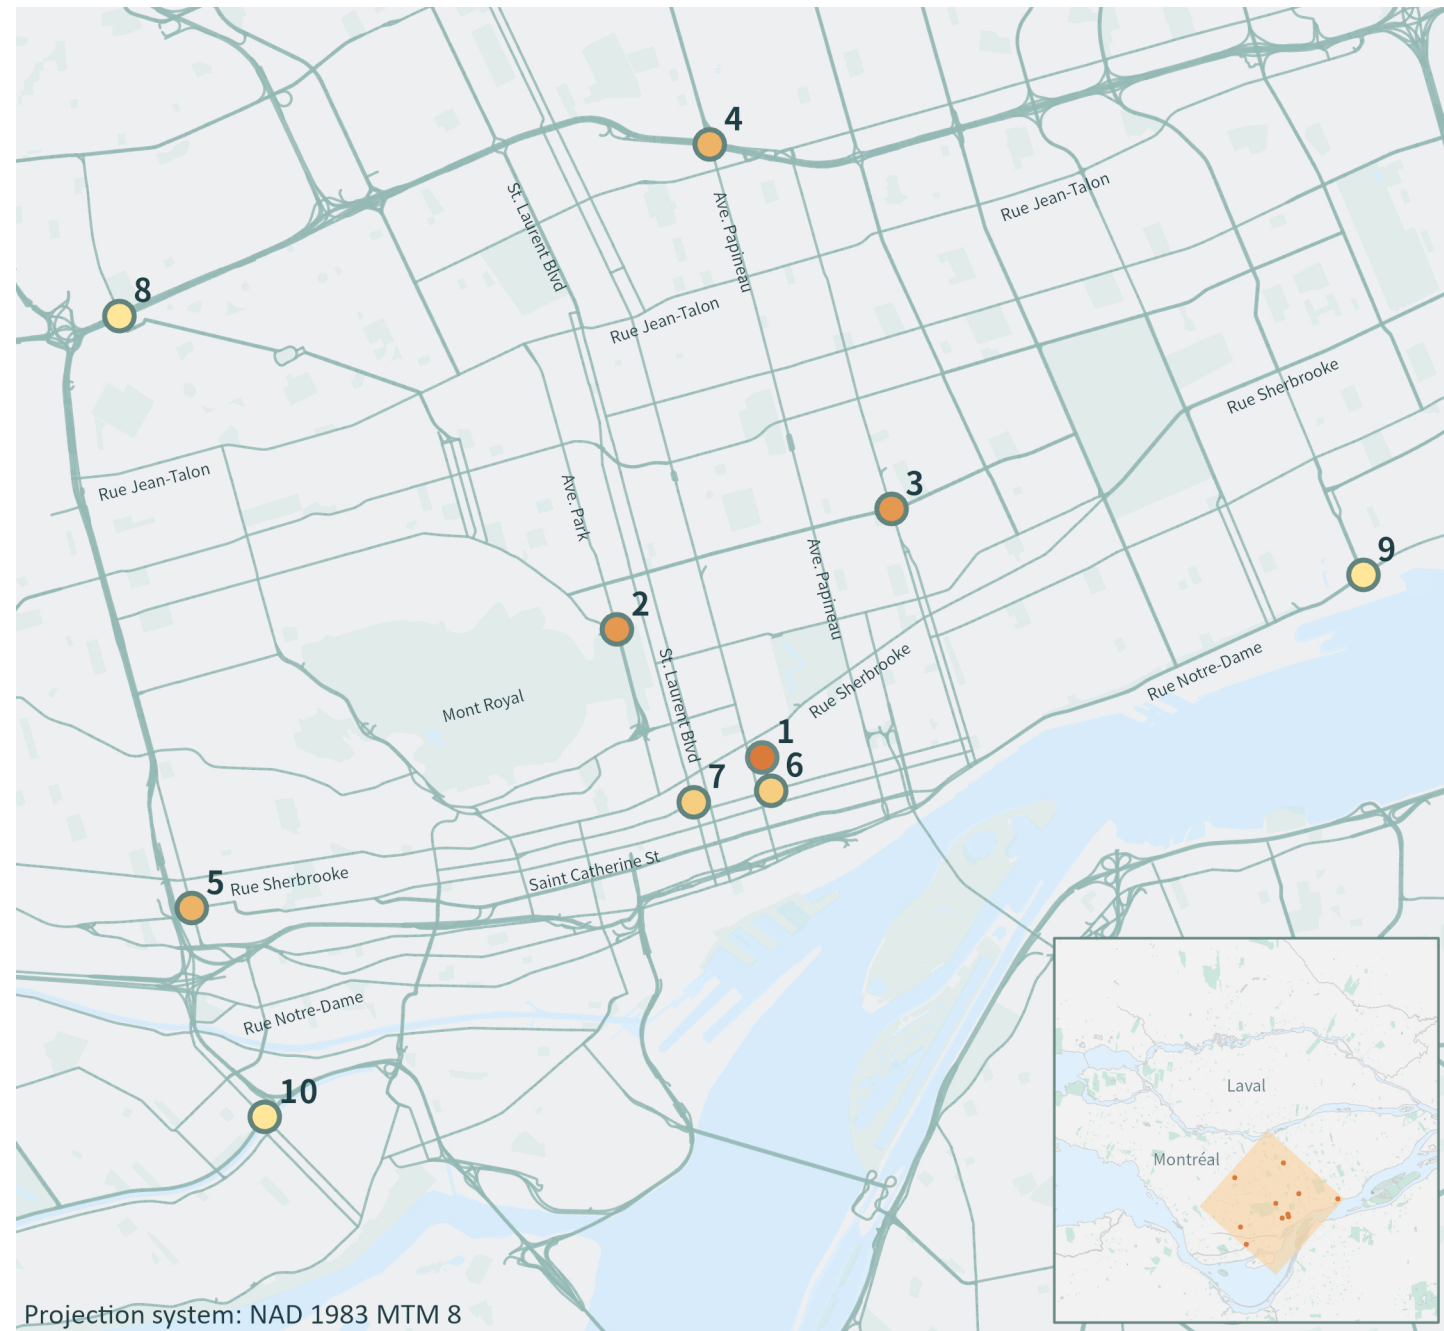 4
Rue Jean-Talon
St. Laurent Blvd
Ave. Papineau
8
Rue Jean-Talon
Rue Sherbrooke
Rue Jean-Talon
3
Ave. Park
Ave. Papineau
9
2
Rue Sherbrooke
Rue Notre-Dame
St. Laurent Blvd
Mont Royal
1
6
7
Saint Catherine St
5
Rue Sherbrooke
Rue Notre-Dame
10
Laval
Montréal
Projection system: NAD 1983 MTM 8